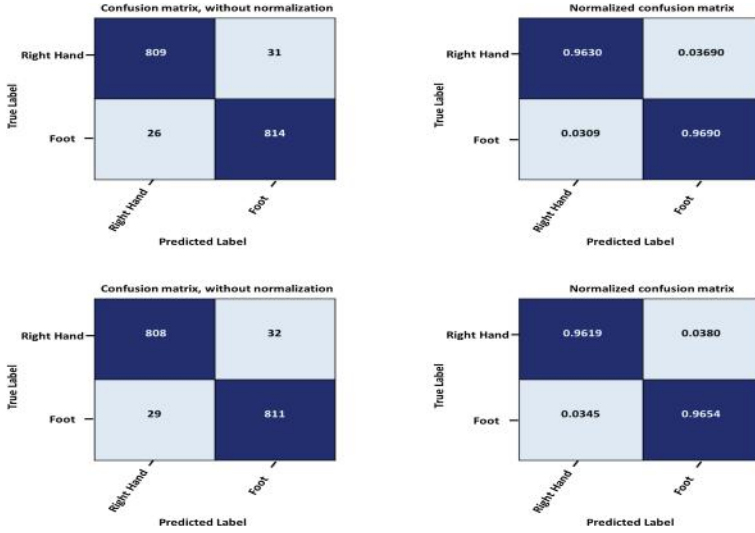 Confusion matrix, without normalization
Right Hand
809
31
True Label
Foot
26
814
Right Hand
Foot
Predicted Label
Normalized confusion matrix
Right Hand
0.9630
0.03690
True Label
Foot
0.0309
0.9690
Right Hand
Foot
Predicted Label
Confusion matrix, without normalization
Right Hand
808
32
True Label
Foot
29
811
Right Hand
Foot
Predicted Label
Normalized confusion matrix
Right Hand
0.9619
0.0380
True Label
Foot
0.0345
0.9654
Right Hand
Foot
Predicted Label